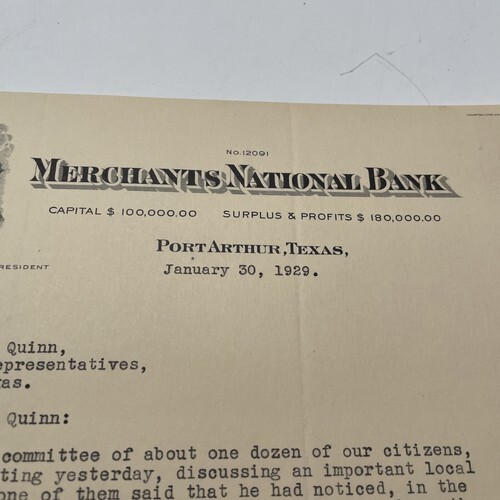 No.12091
MERCHANTS NATIONAL BANK
CAPITAL $ 100,000.00 SURPLUS & PROFITS $ 180,000.00
PORT ARTHUR, TEXAS,
January 30, 1929.
RESIDENT
Quinn,
epresentatives,
as.
Quinn:
committee of about one dozen of our citizens,
ting yesterday, discussing an important local
one of them said that he had noticed, in the